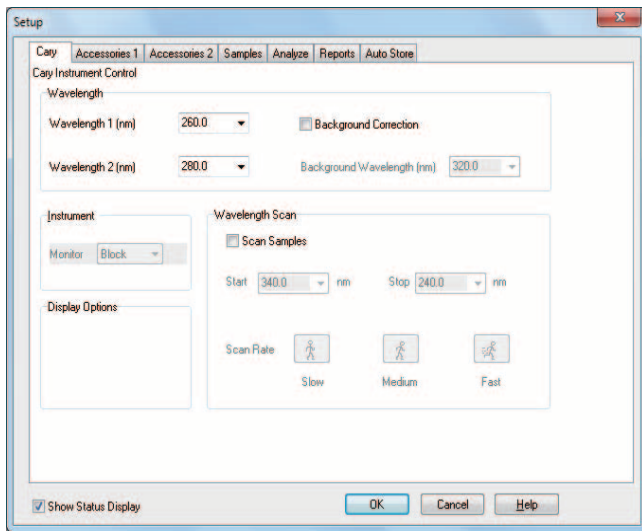 Setup
Cary Accessories 1 Accessories 2 Samples Analyze Reports Auto Store
Cary Instrument Control
Wavelength
Wavelength 1 (nm) 260.0 Background Correction
Wavelength 2 (nm) 280.0 Background Wavelength (nm) 320.0
Instrument
Monitor Block
Wavelength Scan
Scan Samples
Start 340.0 nm Stop 240.0 nm
Display Options
Scan Rate
Slow Medium Fast
Show Status Display OK Cancel Help